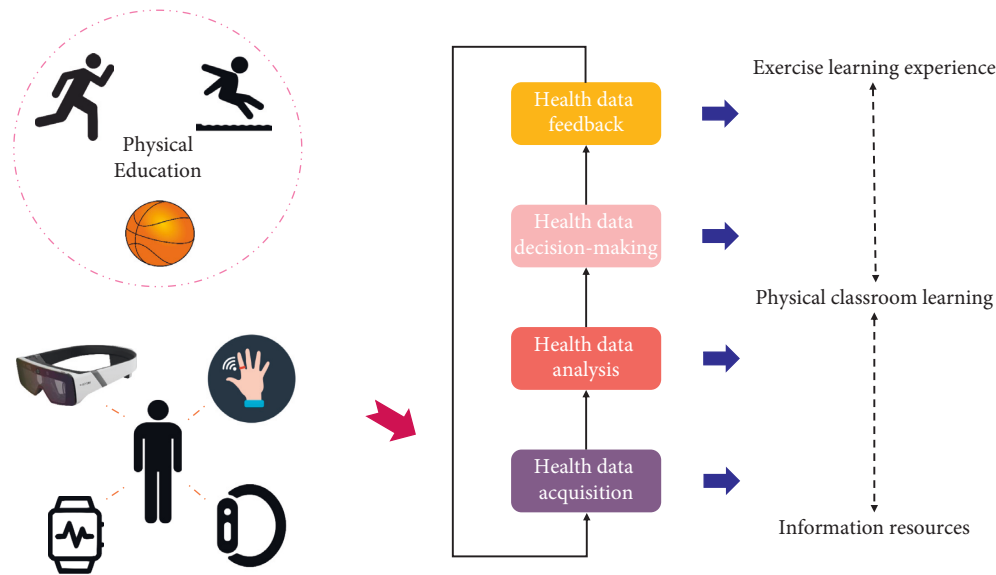 Physical
Education
Health data
feedback
Health data
decision-making
Health data
analysis
Health data
acquisition
Exercise learning experience
Physical classroom learning
Information resources